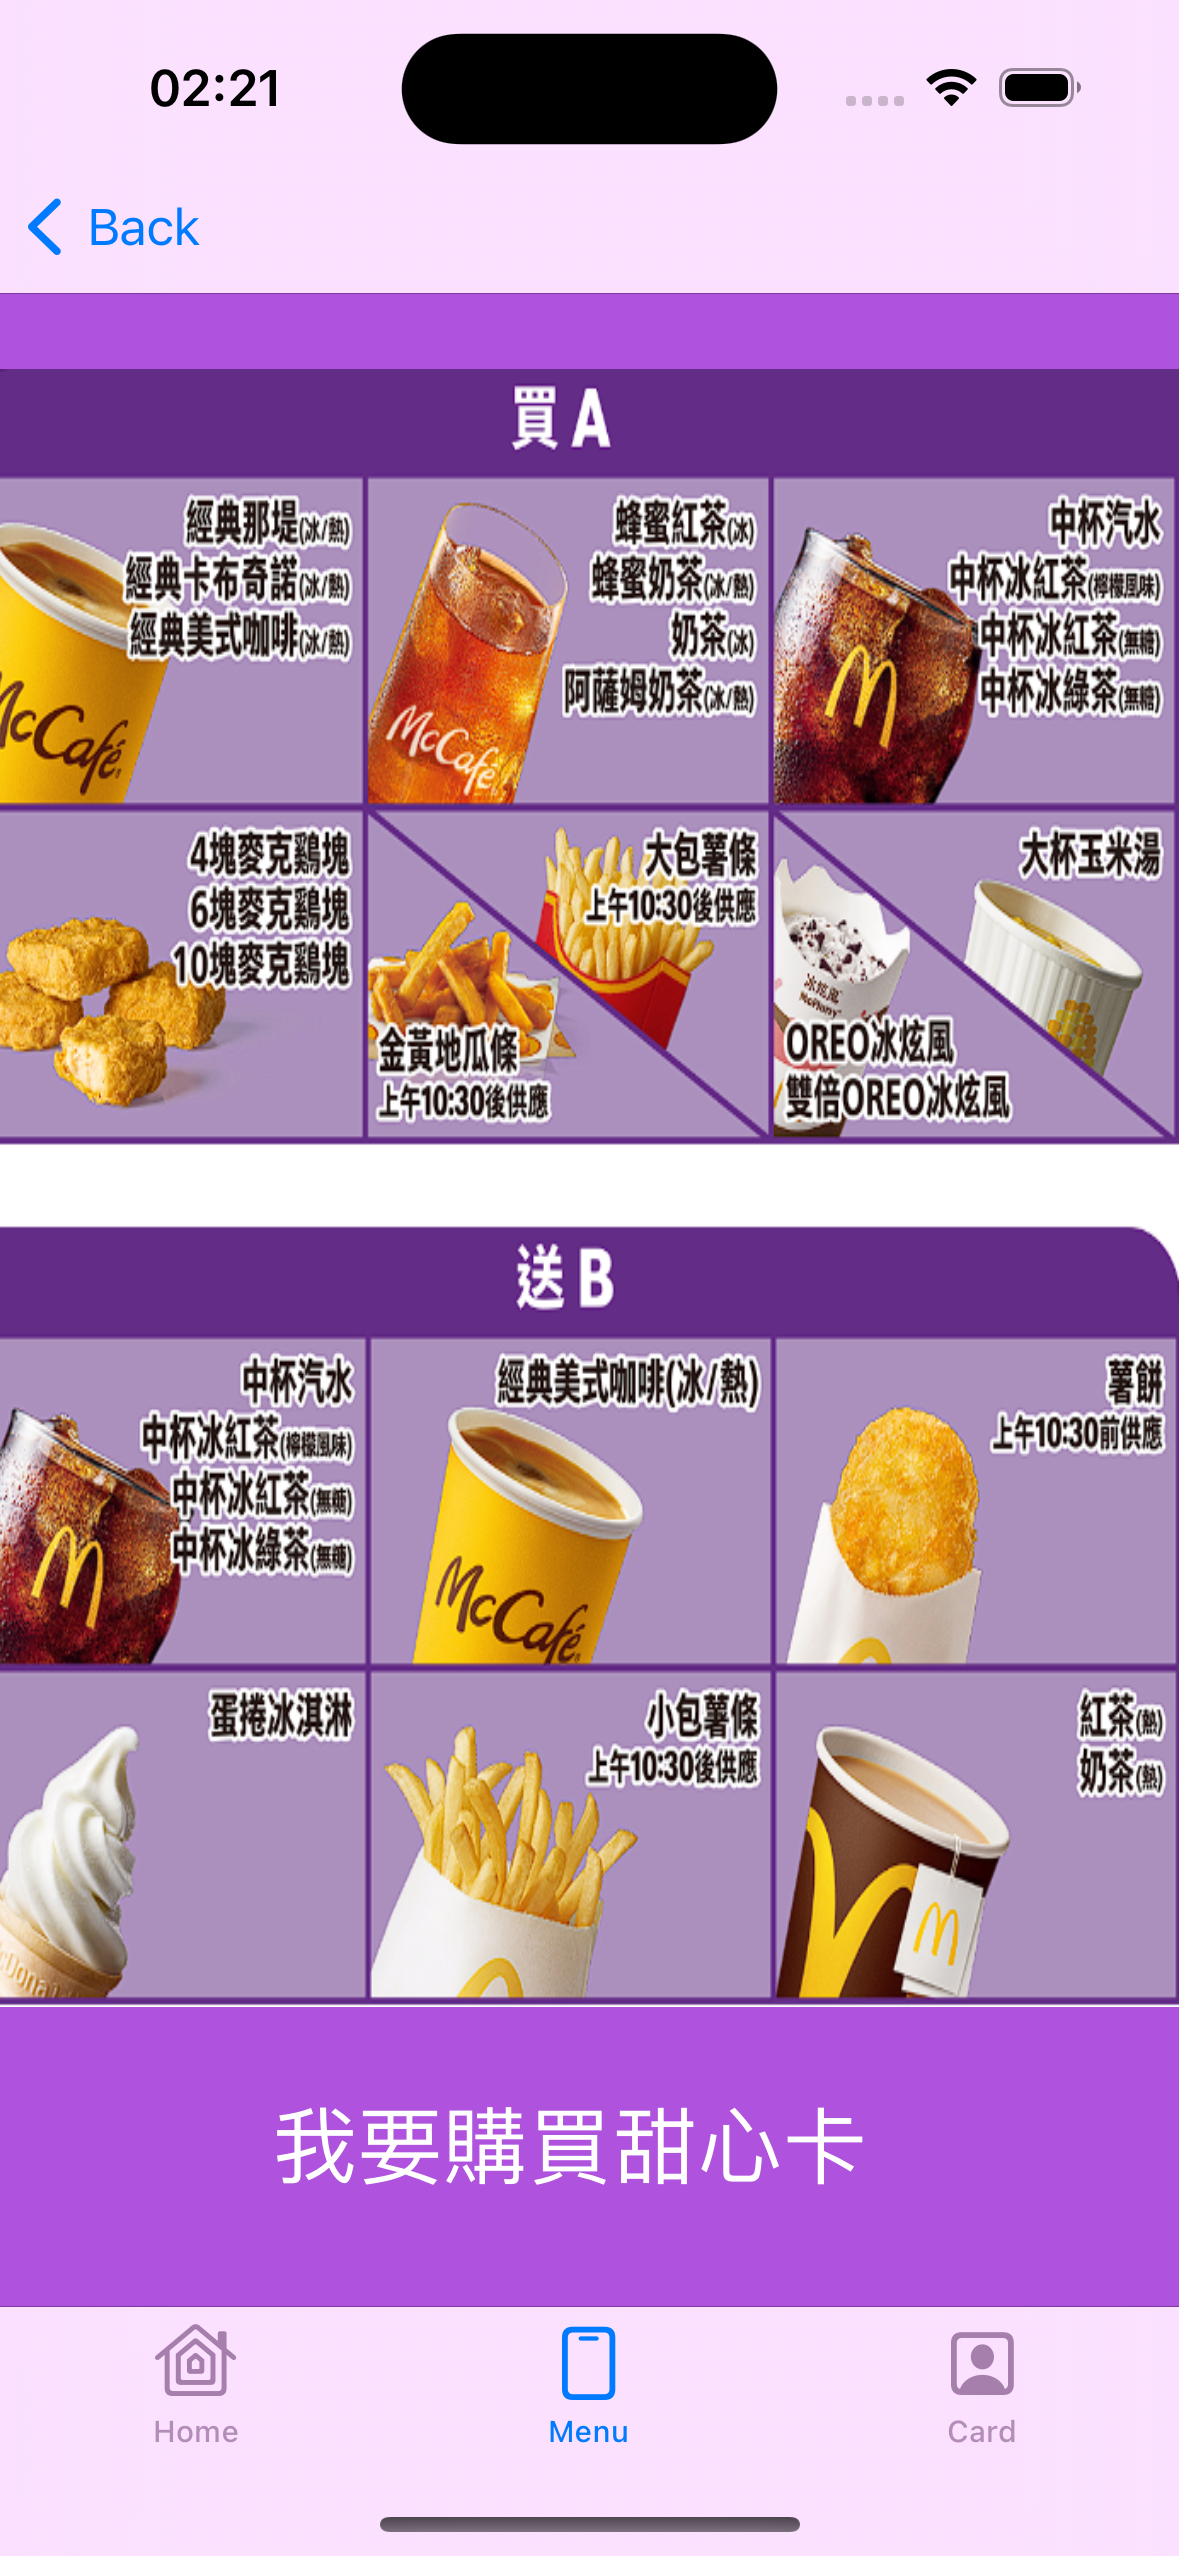 02:21
Back
買 A
經典那堤(冰/熱)
經典卡布奇諾(冰/熱)
經典美式咖啡(冰/熱)
McCafé
蜂蜜紅茶(冰)
蜂蜜奶茶(冰/熱)
奶茶(冰)
阿薩姆奶茶(冰/熱)
McCafé
中杯汽水
中杯冰紅茶(檸檬風味)
中杯冰紅茶(無糖)
中杯冰綠茶(無糖)
4塊麥克鷄塊
6塊麥克鷄塊
10塊麥克鷄塊
大包薯條
上午10:30後供應
金黃地瓜條
上午10:30後供應
大杯玉米湯
冰炫風
McFlurry
OREO冰炫風
雙倍OREO冰炫風
送 B
中杯汽水
中杯冰紅茶(檸檬風味)
中杯冰紅茶(無糖)
中杯冰綠茶(無糖)
經典美式咖啡(冰/熱)
McCafé
薯餅
上午10:30前供應
蛋捲冰淇淋
小包薯條
上午10:30後供應
紅茶(熱)
奶茶(熱)
我要購買甜心卡
Home
Menu
Card